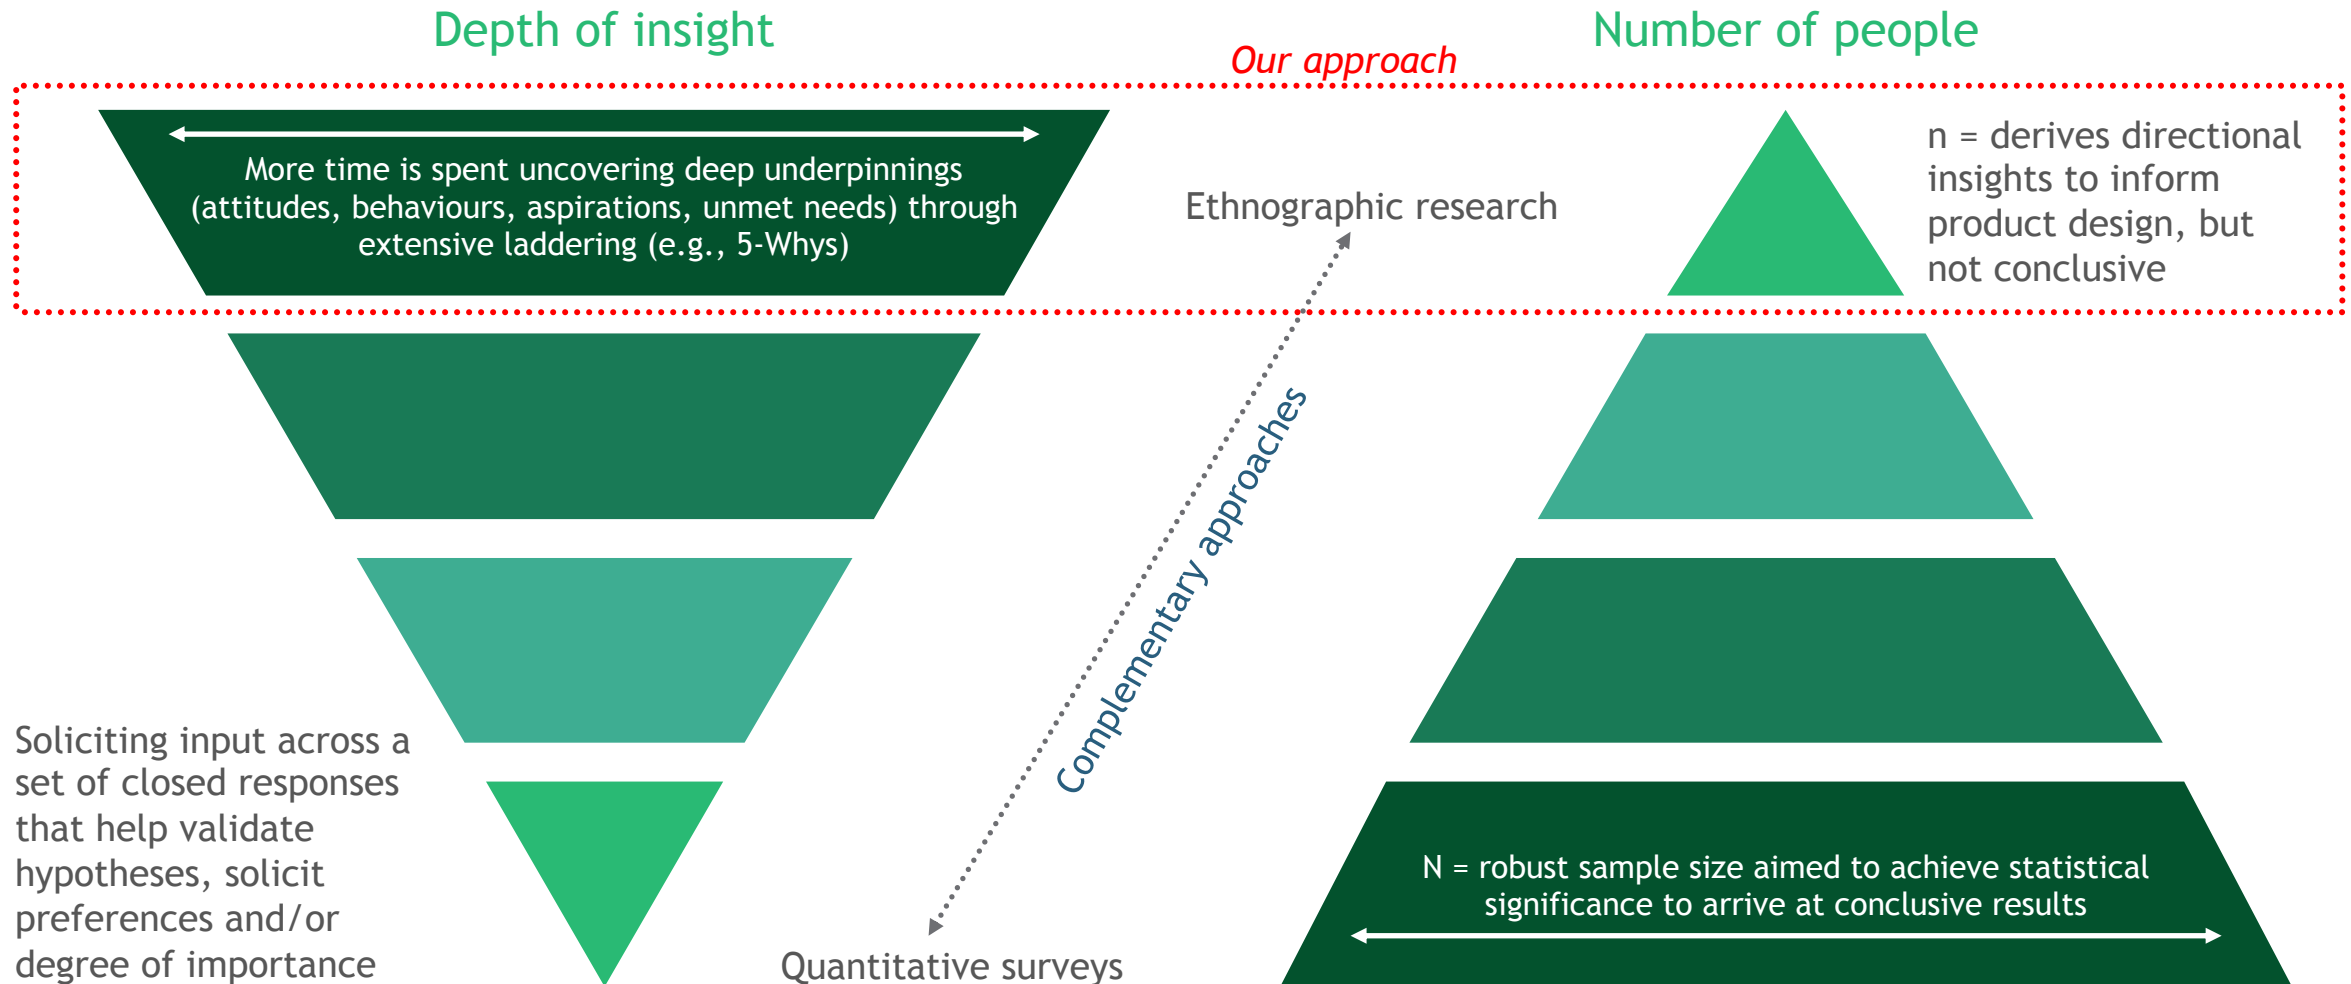 Depth of insight
Number of people
Our approach
More time is spent uncovering deep underpinnings
(attitudes, behaviours, aspirations, unmet needs) through
extensive laddering (e.g., 5-Whys)
Ethnographic research
n = derives directional
insights to inform
product design, but
not conclusive
Complementary approaches
Soliciting input across a
set of closed responses
that help validate
hypotheses, solicit
preferences and/or
degree of importance
Quantitative surveys
N = robust sample size aimed to achieve statistical
significance to arrive at conclusive results